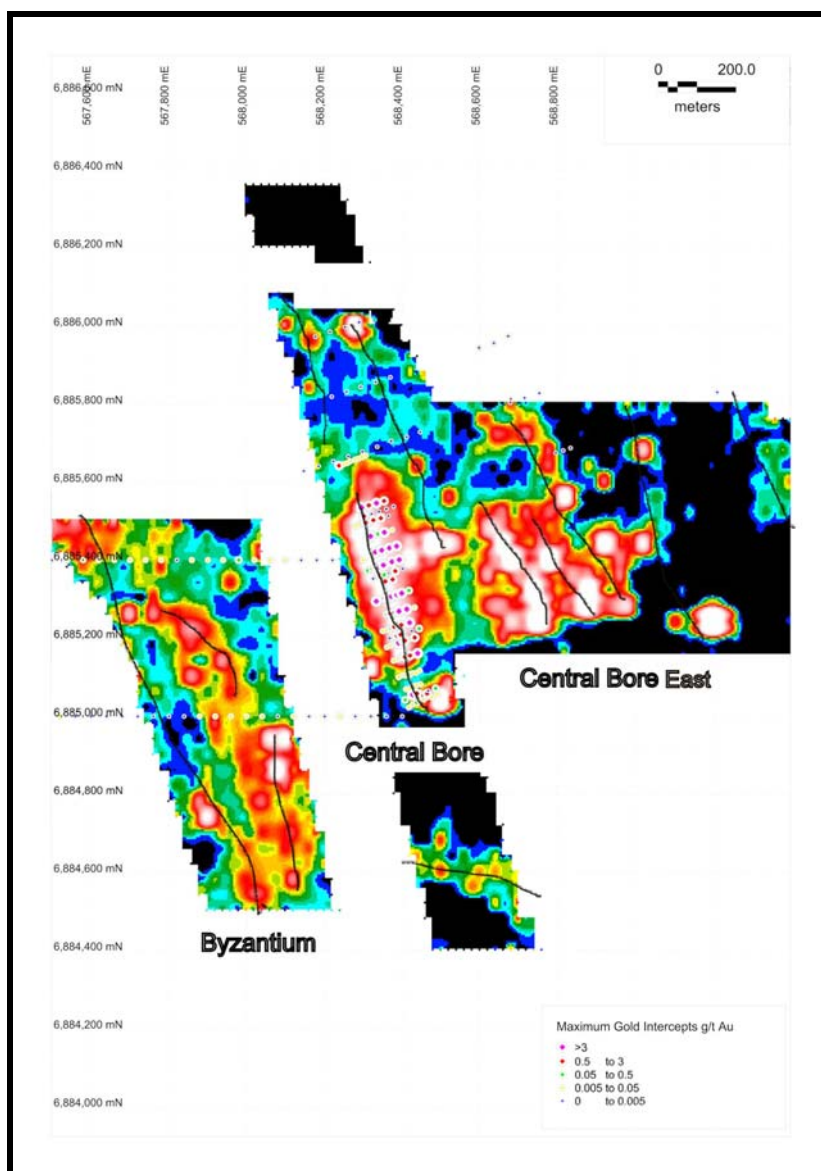 567,600 mE
567,800 mE
568,000 mE
568,200 mE
568,400 mE
568,600 mE
568,800 mE
0 200.0
meters
6,886,600 mN
6,886,400 mN
6,886,200 mN
6,886,000 mN
6,885,800 mN
6,885,600 mN
6,885,400 mN
6,885,200 mN
6,885,000 mN
6,884,800 mN
6,884,600 mN
6,884,400 mN
6,884,200 mN
6,884,000 mN
Central Bore East
Central Bore
Byzantium
Maximum Gold Intercepts g/t Au
>3
0.5 to 3
0.05 to 0.5
0.005 to 0.05
0 to 0.005